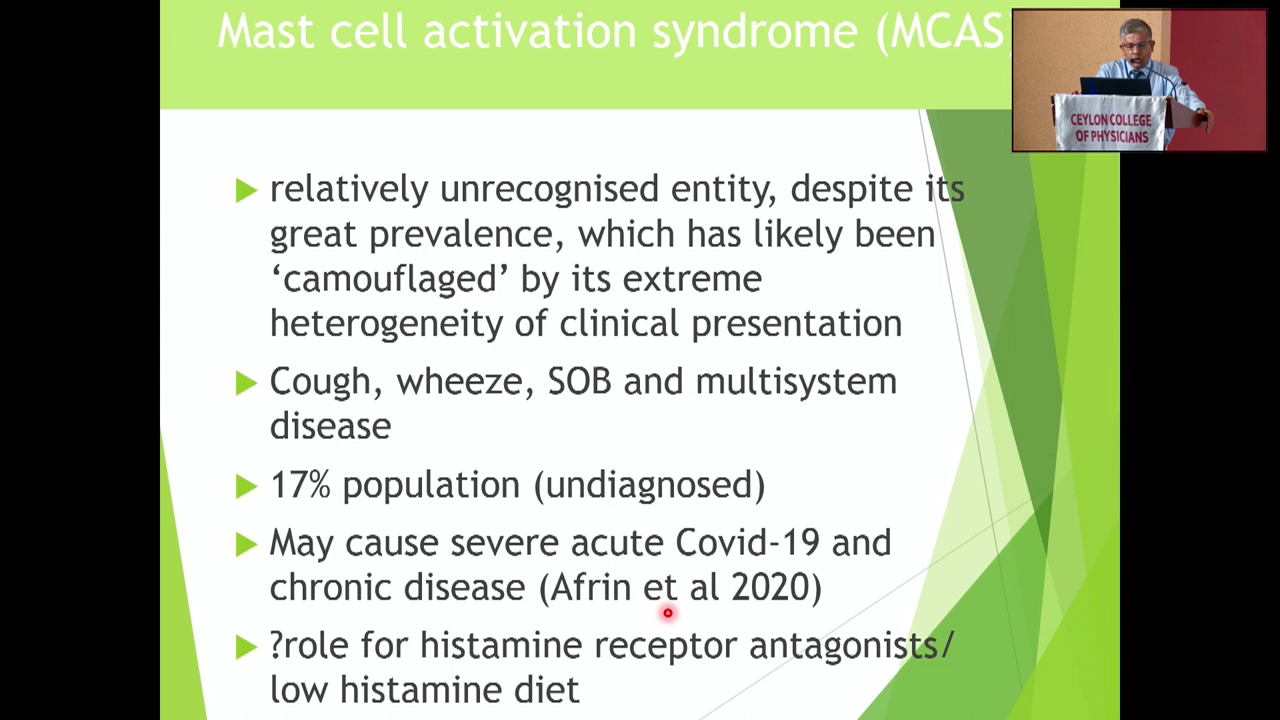 Mast cell activation syndrome (MCAS)
CEYLON COLLEGE
OF PHYSICIANS
relatively unrecognised entity, despite its
great prevalence, which has likely been
‘camouflaged’ by its extreme
heterogeneity of clinical presentation
Cough, wheeze, SOB and multisystem
disease
17% population (undiagnosed)
May cause severe acute Covid-19 and
chronic disease (Afrin et al 2020)
?role for histamine receptor antagonists/
low histamine diet